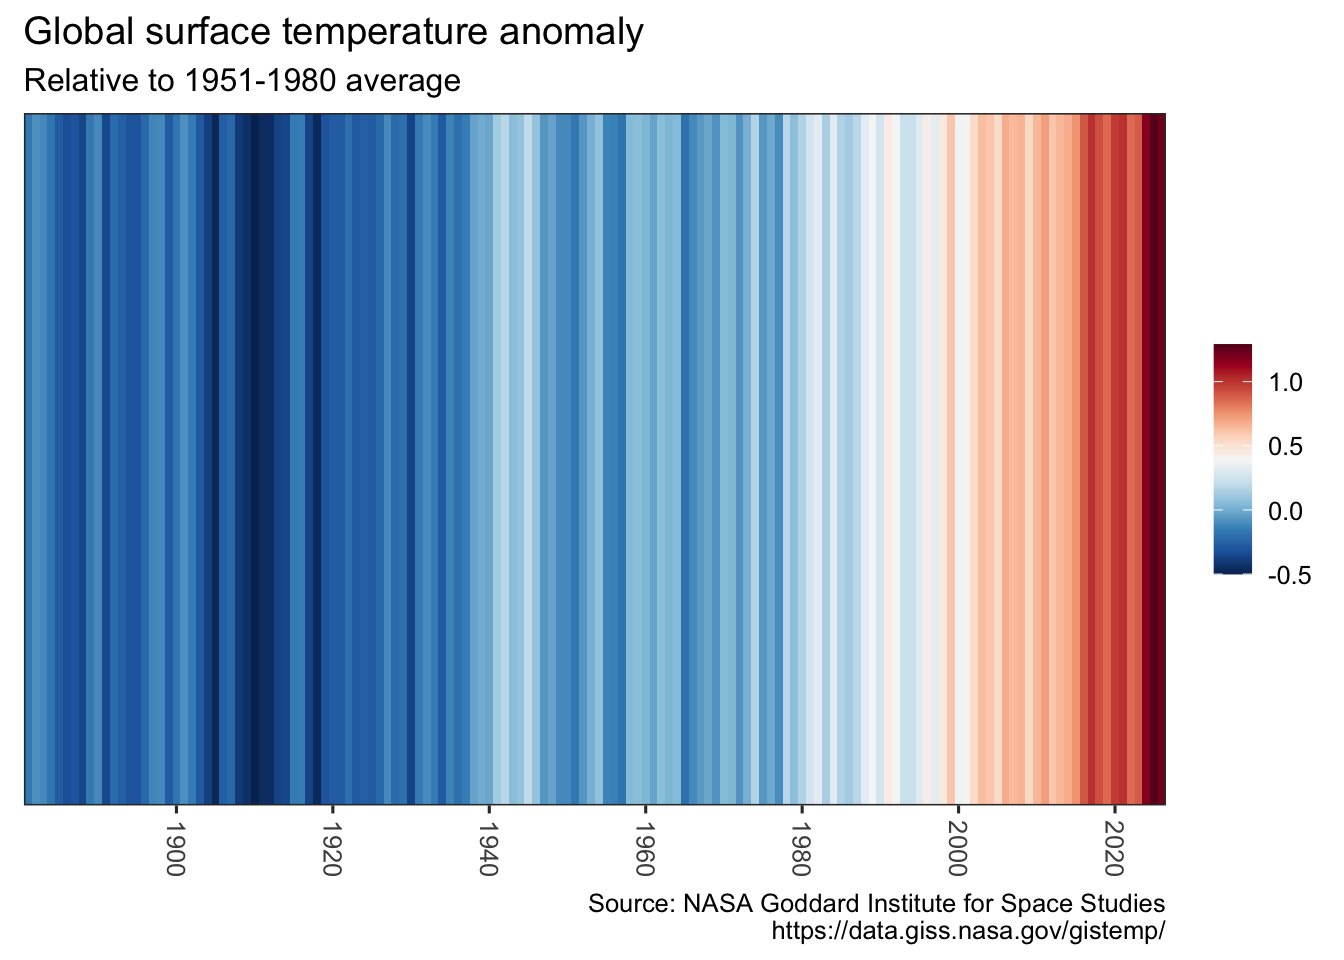 Global surface temperature anomaly
Relative to 1951-1980 average
1.0
0.5
0.0
-0.5
1900
1920
1940
1960
1980
2000
2020
Source: NASA Goddard Institute for Space Studies
https://data.giss.nasa.gov/gistemp/